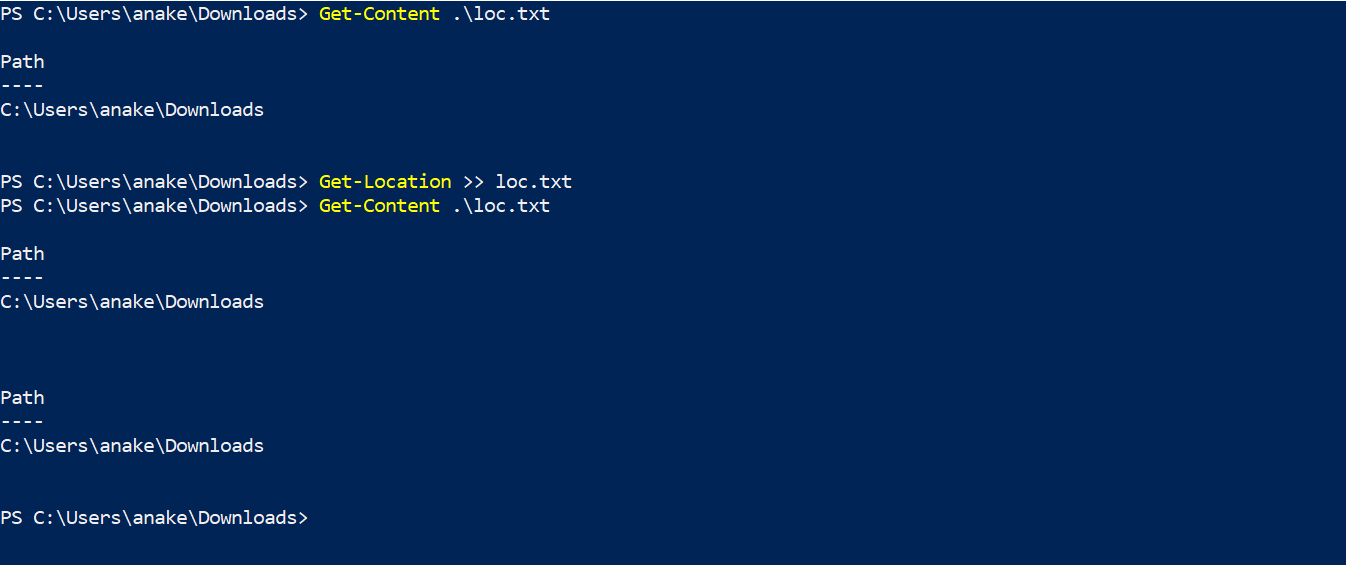 PS C:\Users\anake\Downloads> Get-Content .\loc.txt
Path
----
C:\Users\anake\Downloads
PS C:\Users\anake\Downloads> Get-Location >> loc.txt
PS C:\Users\anake\Downloads> Get-Content .\loc.txt
Path
----
C:\Users\anake\Downloads
Path
----
C:\Users\anake\Downloads
PS C:\Users\anake\Downloads>